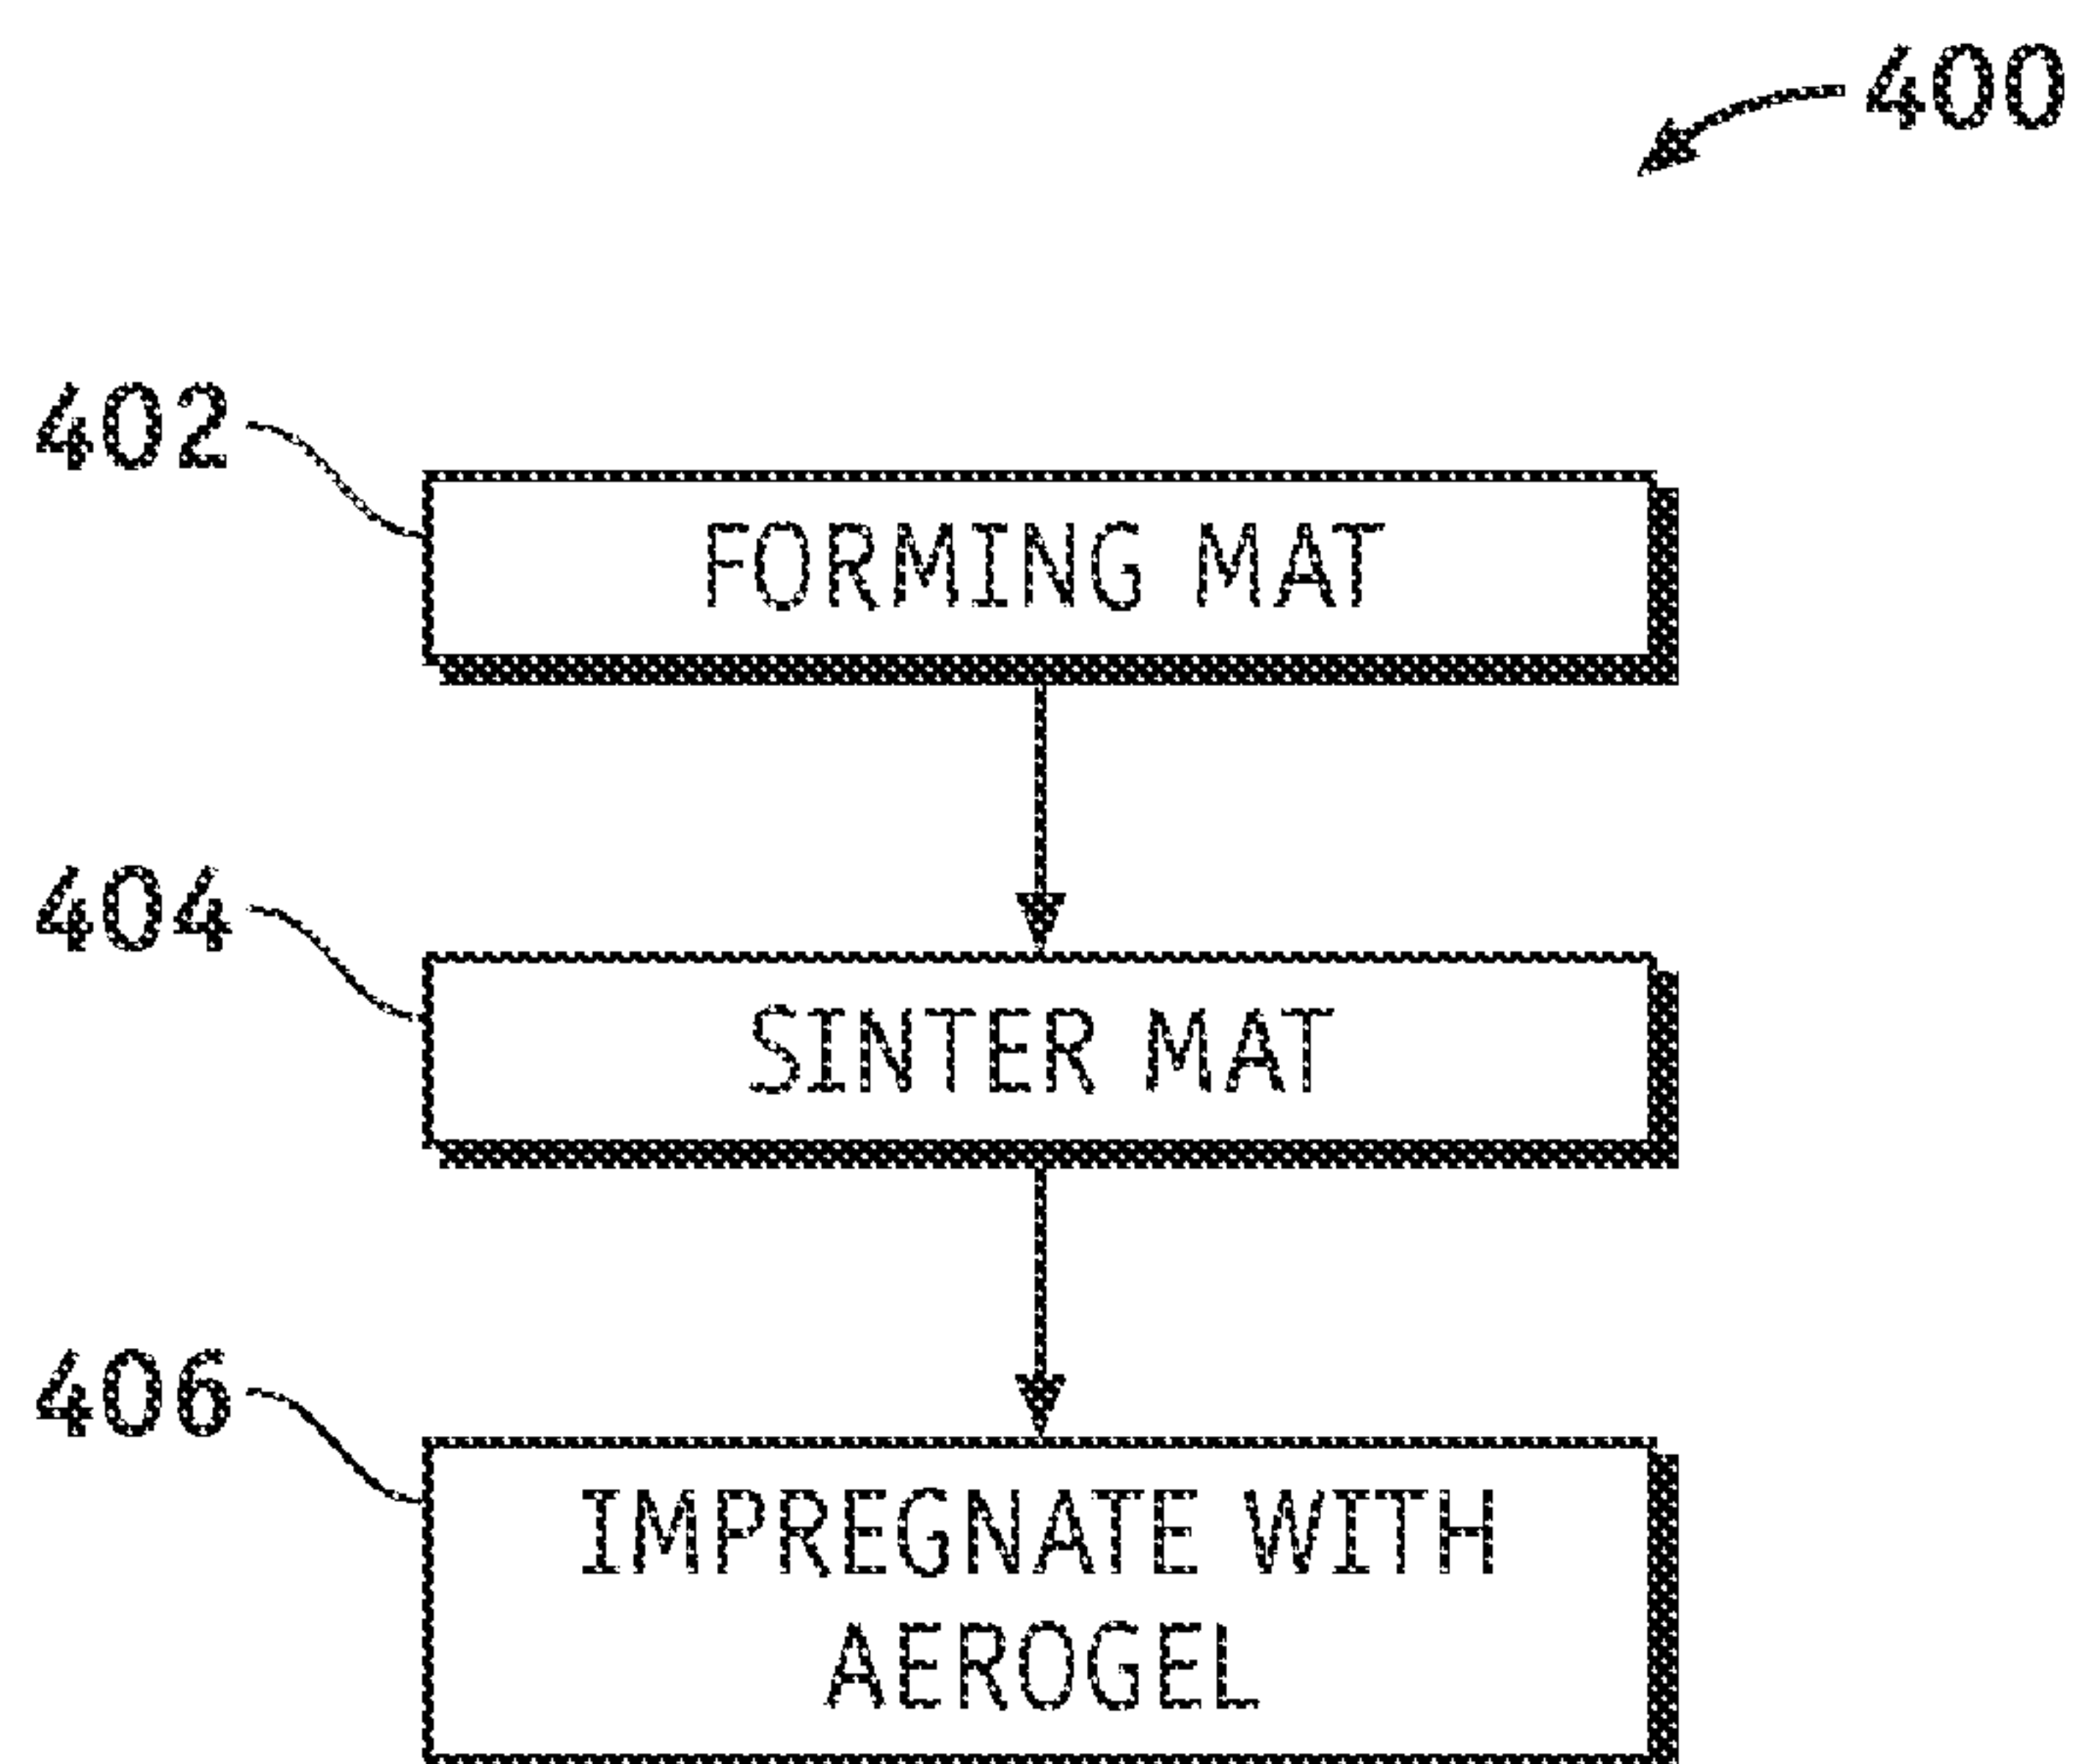 400
402
FORMING MAT
404
SINTER MAT
406
IMPREGNATE WITH
AEROGEL